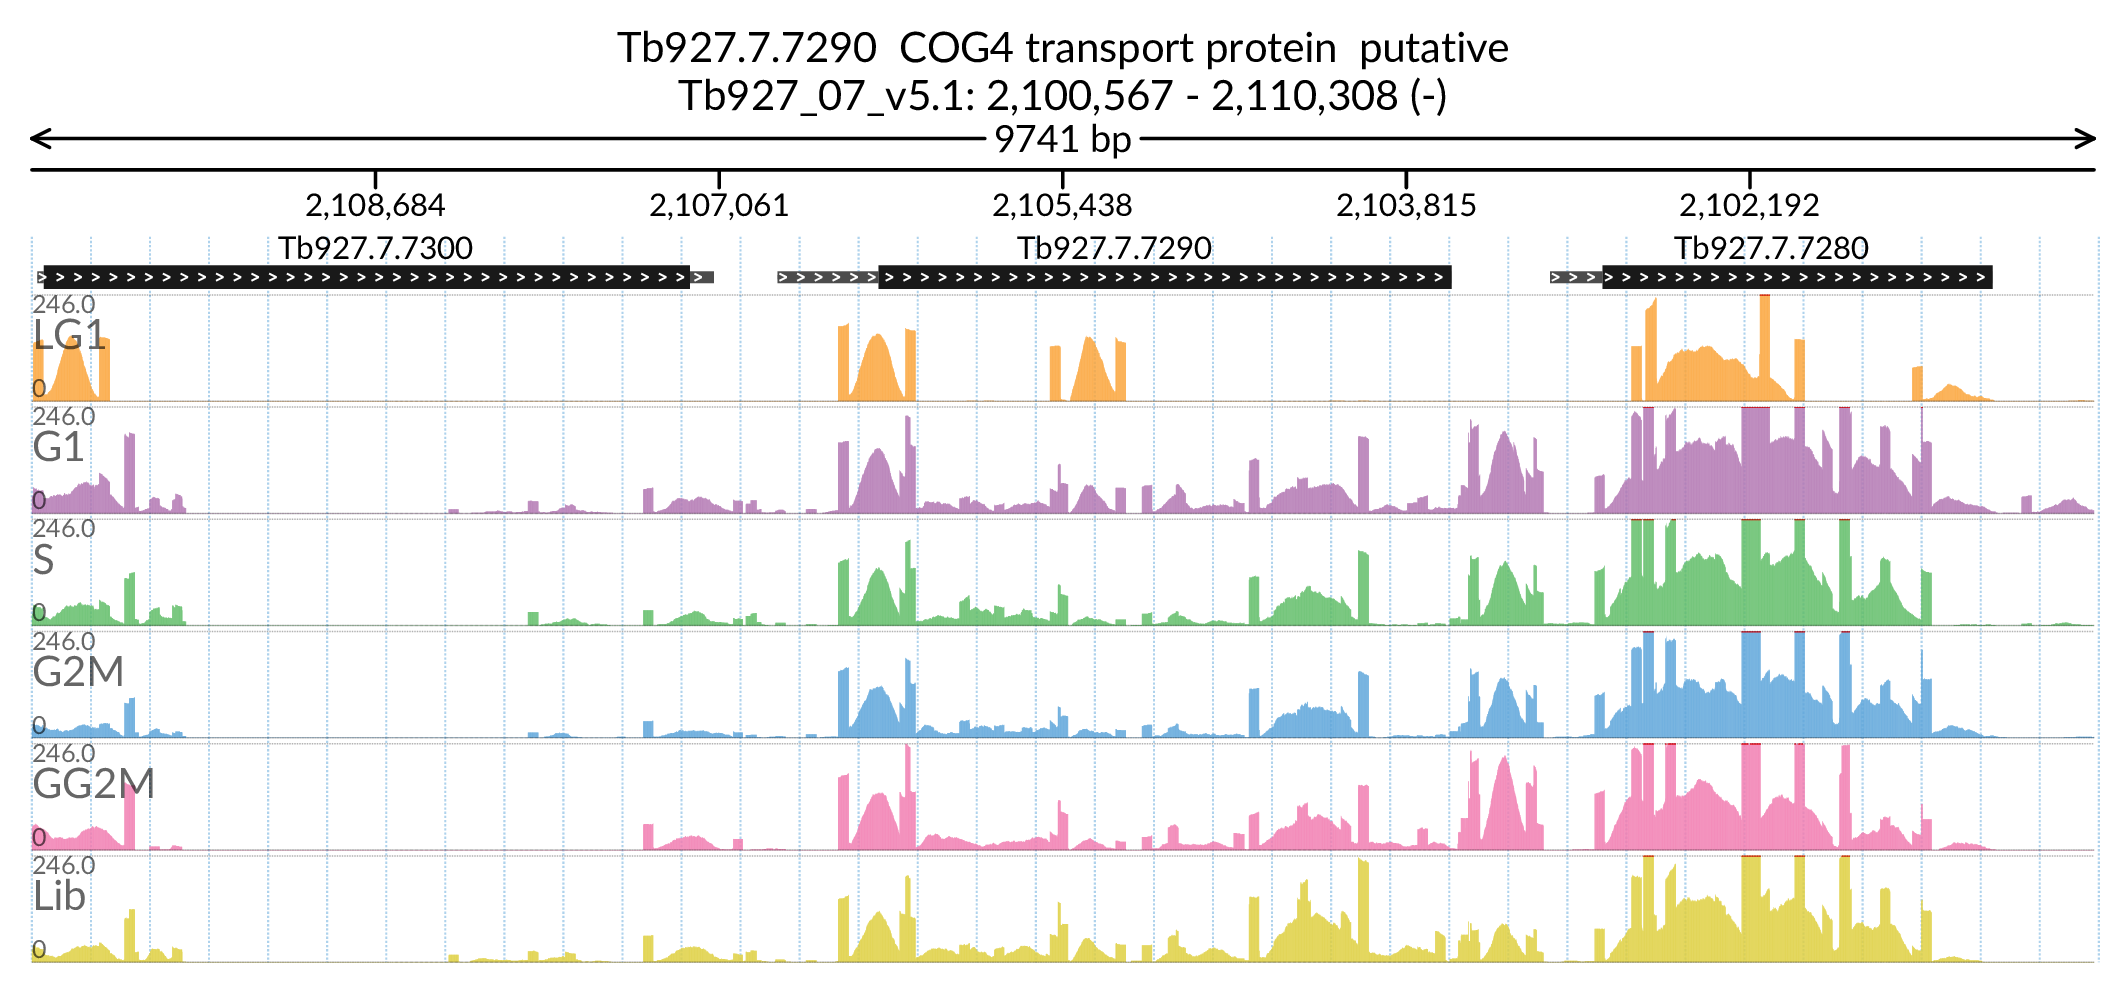 Tb927.7.7290  COG4 transport protein  putative
Tb927_07_v5.1: 2,100,567 - 2,110,308 (-)
9741 bp
2,108,684 2,107,061 2,105,438 2,103,815 2,102,192
Tb927.7.7300 Tb927.7.7290 Tb927.7.7280
246.0
LG1
0
246.0
G1
0
246.0
S
0
246.0
G2M
0
246.0
GG2M
0
246.0
Lib
0